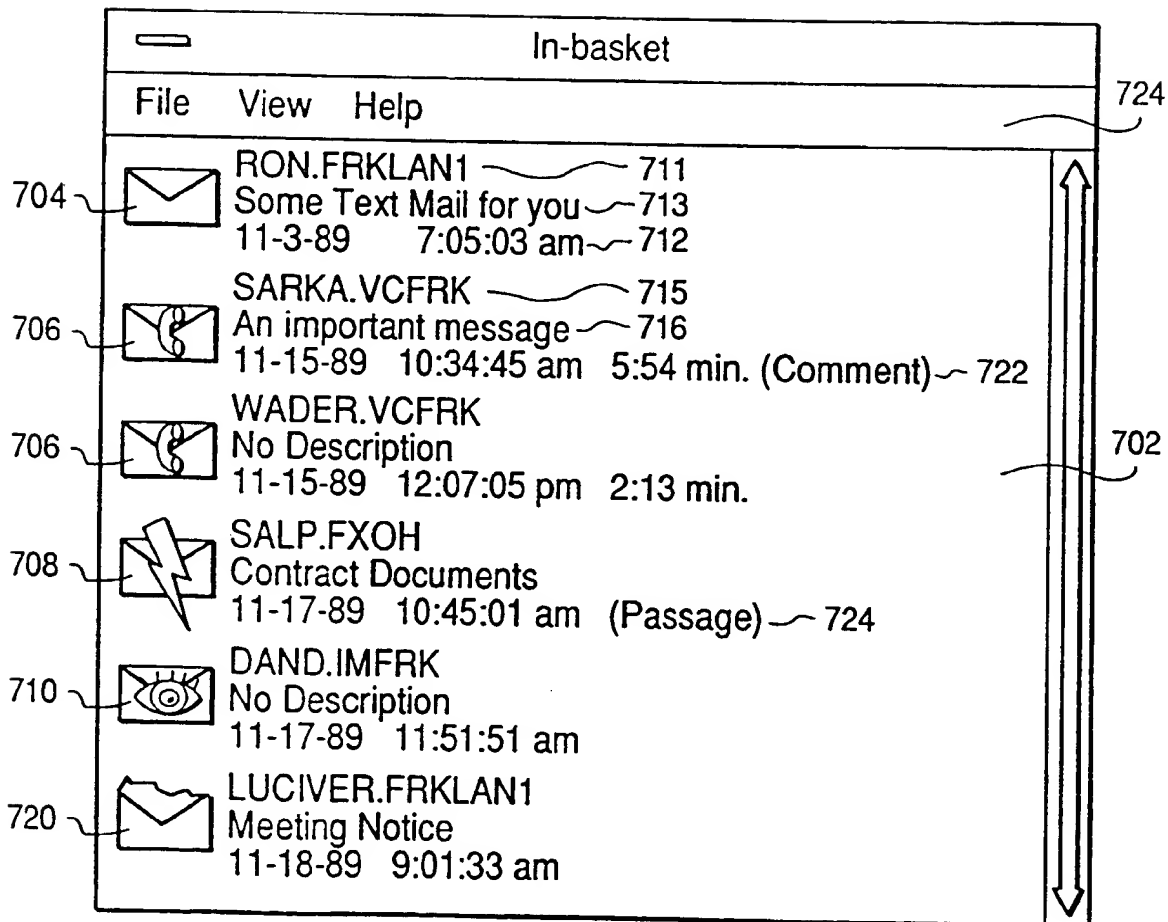 In-basket
File View Help 724
RON.FRKLAN1 711
704 Some Text Mail for you 713
11-3-89 7:05:03 am 712
SARKA.VCFRK 715
706 An important message 716
11-15-89 10:34:45 am 5:54 min. (Comment) 722
WADER.VCFRK
706 No Description 702
11-15-89 12:07:05 pm 2:13 min.
SALP.FXOH
708 Contract Documents
11-17-89 10:45:01 am (Passage) 724
DAND.IMFRK
710 No Description
11-17-89 11:51:51 am
LUCIVER.FRKLAN1
720 Meeting Notice
11-18-89 9:01:33 am